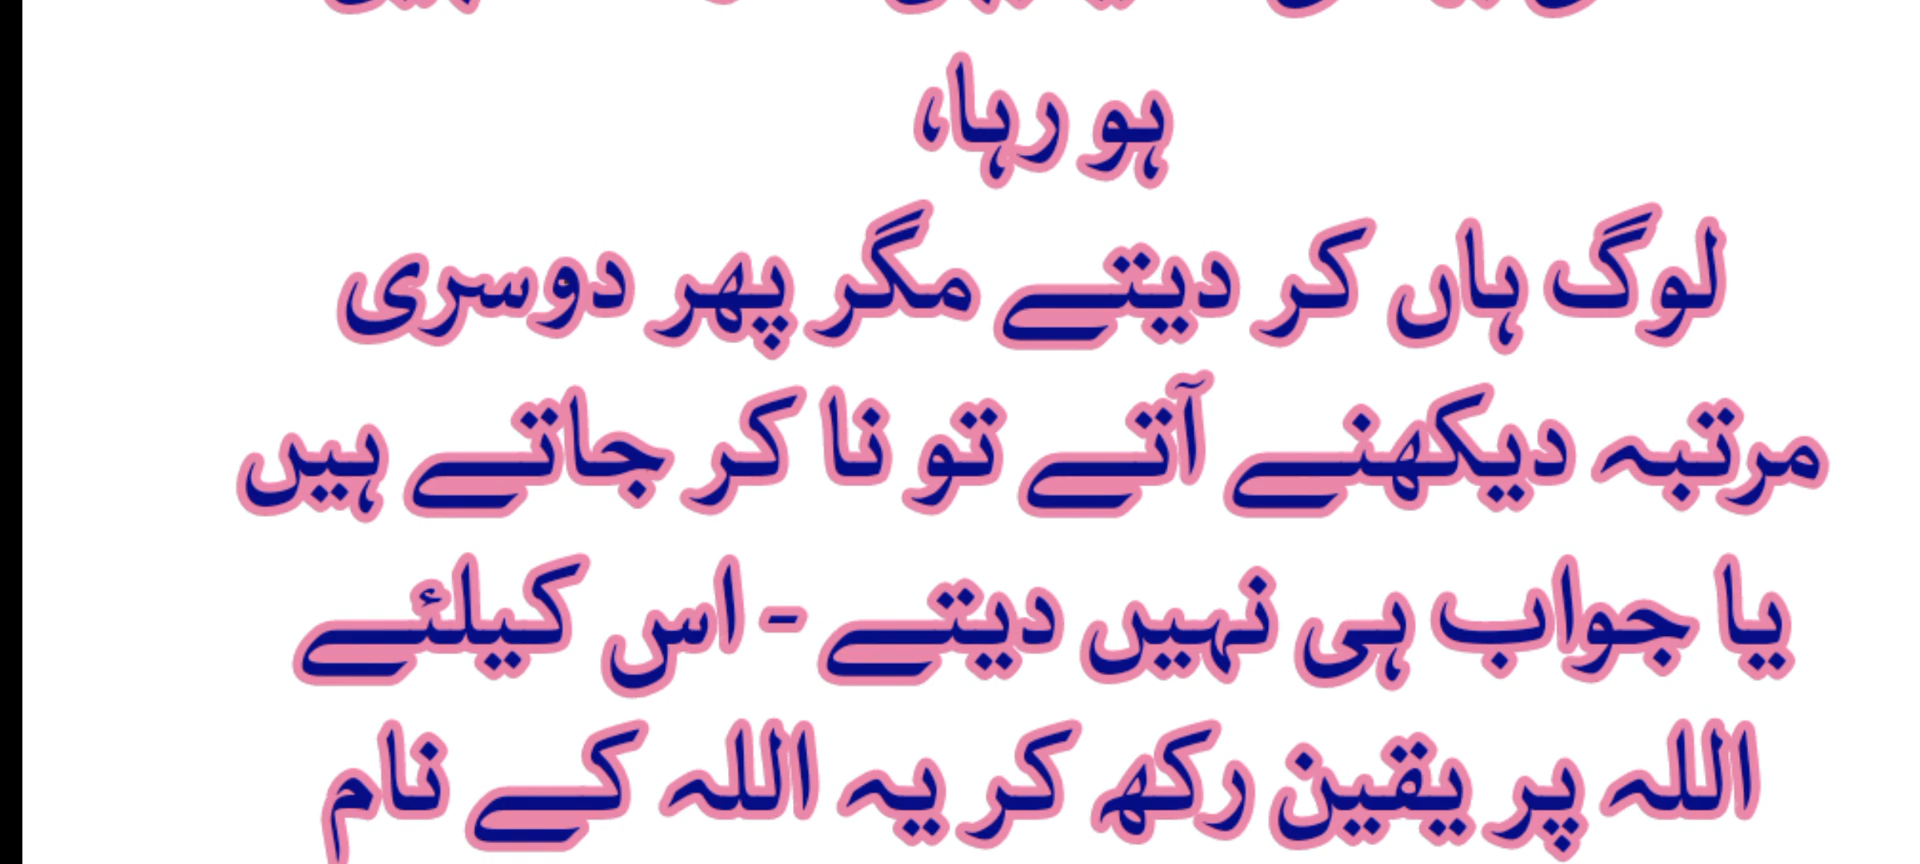 ہو رہا،
لوگ ہاں کر دیتے مگر پھر دوسری
مرتبہ دیکھنے آتے تو نا کر جاتے ہیں
یا جواب ہی نہیں دیتے - اس کیلئے
اللہ پر یقین رکھ کر یہ اللہ کے نام